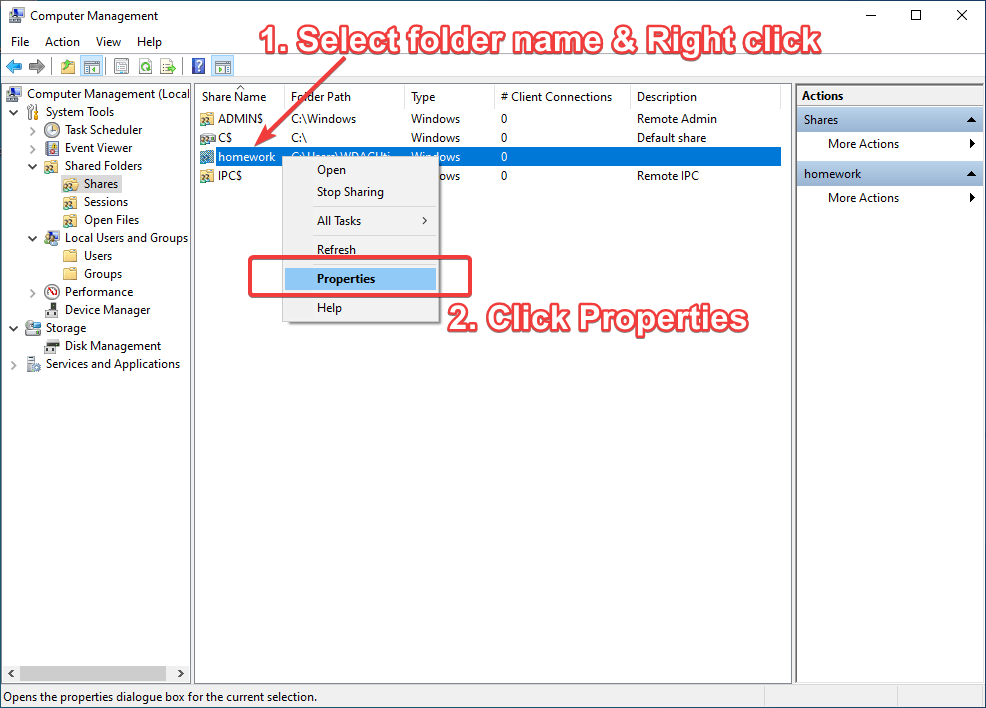 Computer Management
File Action View Help
1. Select folder name & Right click
Computer Management (Local
System Tools
Task Scheduler
Event Viewer
Shared Folders
Shares
Sessions
Open Files
Local Users and Groups
Users
Groups
Performance
Device Manager
Storage
Disk Management
Services and Applications
Share Name Folder Path Type # Client Connections Description
ADMIN$ C:\Windows Windows 0 Remote Admin
C$ C:\ Windows 0 Default share
homework Windows 0
IPC$ 0 Remote IPC
Open
Stop Sharing
All Tasks
Refresh
Properties
Help
2. Click Properties
Actions
Shares
More Actions
homework
More Actions
Opens the properties dialogue box for the current selection.